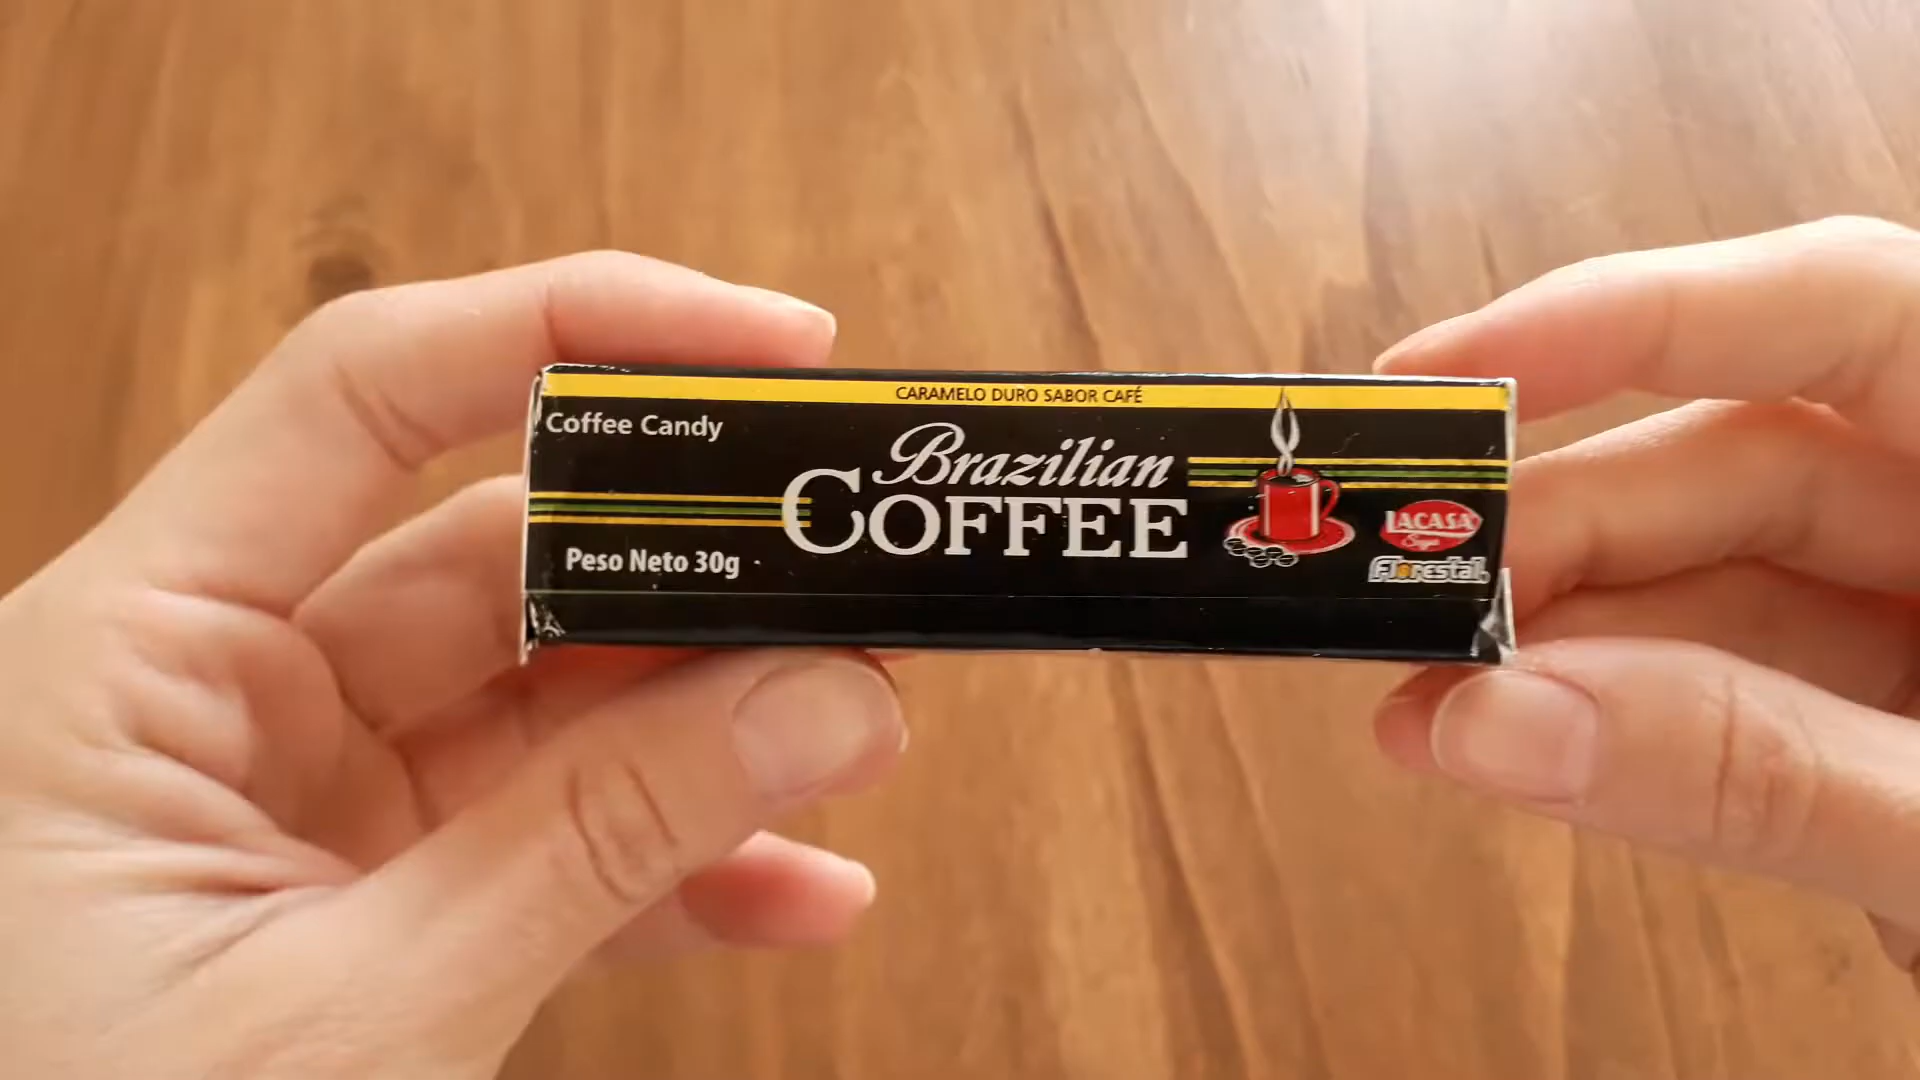 CARAMELO DURO SABOR CAFÉ
Coffee Candy
Brazilian
COFFEE
Peso Neto 30g
LACASA
Florestal